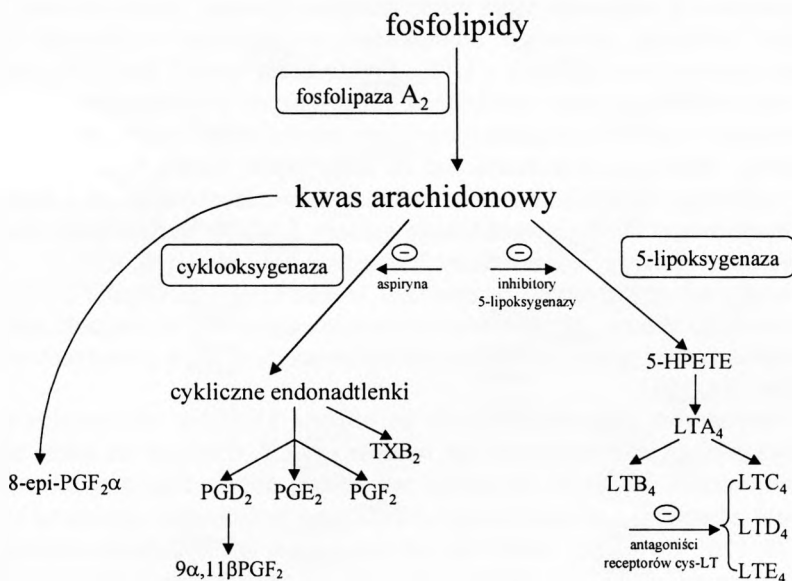 fosfolipidy
fosfolipaza A₂
kwas arachidonowy
cyklooksygenaza
−
aspiryna
−
inhibitory
5-lipoksygenazy
5-lipoksygenaza
5-HPETE
cykliczne endonadtlenki
LTA₄
TXB₂
8-epi-PGF₂α
PGD₂ PGE₂ PGF₂
LTB₄ LTC₄
−
LTD₄
antagoniści
receptorów cys-LT
LTE₄
9α,11βPGF₂